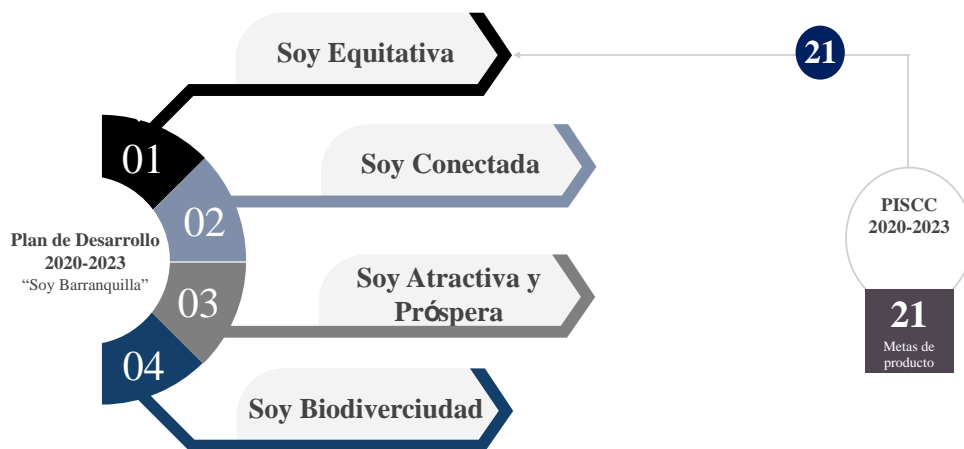 Soy Equitativa
21
01
Soy Conectada
02
PISCC
2020-2023
Plan de Desarrollo
2020-2023
“Soy Barranquilla”
03
Soy Atractiva y
Próspera
21
Metas de
producto
04
Soy Biodiverciudad